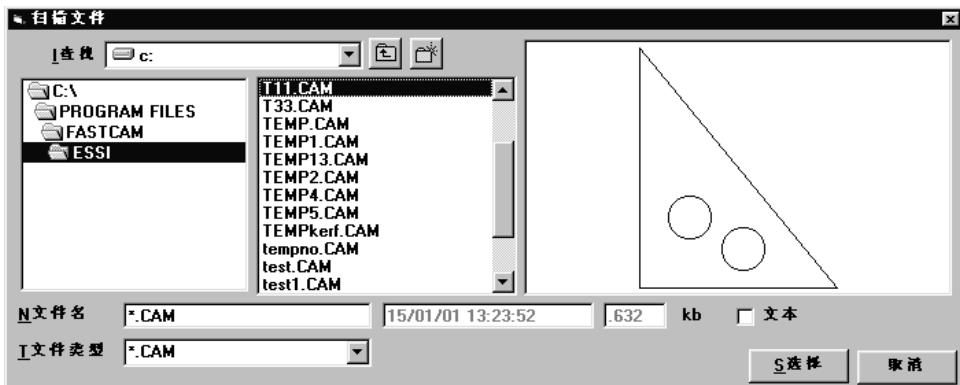 扫描文件
I查找 c:
C:\
PROGRAM FILES
FASTCAM
ESSI
T11.CAM
T33.CAM
TEMP.CAM
TEMP1.CAM
TEMP13.CAM
TEMP2.CAM
TEMP4.CAM
TEMP5.CAM
TEMPkerf.CAM
tempno.CAM
test.CAM
test1.CAM
N文件名 *.CAM 15/01/01 13:23:52 .632 kb 文本
T文件类型 *.CAM
S选择 取消